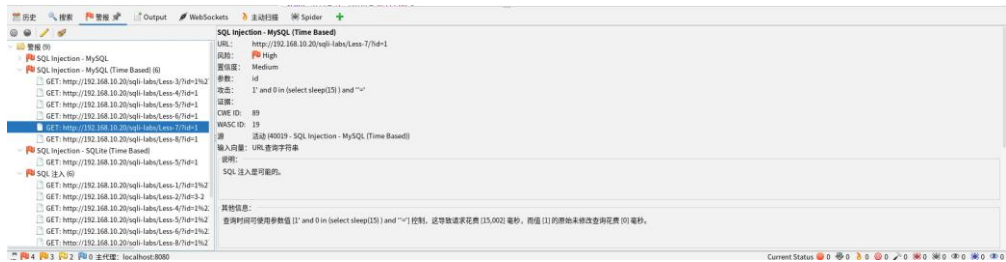 历史 搜索 警报 Output WebSockets 主动扫描 Spider
警报 (9)
SQL Injection - MySQL
SQL Injection - MySQL (Time Based) (6)
GET: http://192.168.10.20/sqli-labs/Less-3/?id=1%2
GET: http://192.168.10.20/sqli-labs/Less-4/?id=1
GET: http://192.168.10.20/sqli-labs/Less-5/?id=1
GET: http://192.168.10.20/sqli-labs/Less-6/?id=1
GET: http://192.168.10.20/sqli-labs/Less-7/?id=1
GET: http://192.168.10.20/sqli-labs/Less-8/?id=1
SQL Injection - SQLite (Time Based)
GET: http://192.168.10.20/sqli-labs/Less-5/?id=1
SQL 注入 (6)
GET: http://192.168.10.20/sqli-labs/Less-1/?id=1%2
GET: http://192.168.10.20/sqli-labs/Less-2/?id=3-2
GET: http://192.168.10.20/sqli-labs/Less-4/?id=1%2
GET: http://192.168.10.20/sqli-labs/Less-5/?id=1%2
GET: http://192.168.10.20/sqli-labs/Less-6/?id=1%2
GET: http://192.168.10.20/sqli-labs/Less-8/?id=1%2
SQL Injection - MySQL (Time Based)
URL: http://192.168.10.20/sqli-labs/Less-7/?id=1
风险: High
置信度: Medium
参数: id
攻击: 1' and 0 in (select sleep(15) ) and ''='
证据:
CWE ID: 89
WASC ID: 19
源 活动 (40019 - SQL Injection - MySQL (Time Based))
输入向量: URL查询字符串
说明:
SQL 注入是可能的。
其他信息:
查询时间可使用参数值 [1' and 0 in (select sleep(15) ) and ''='] 控制，这导致请求花费 [15,002] 毫秒，而值 [1] 的原始未修改查询花费 [0] 毫秒。
警报 4 3 2 0 主代理: localhost:8080
Current Status 0 0 0 0 0 0 0 0 0